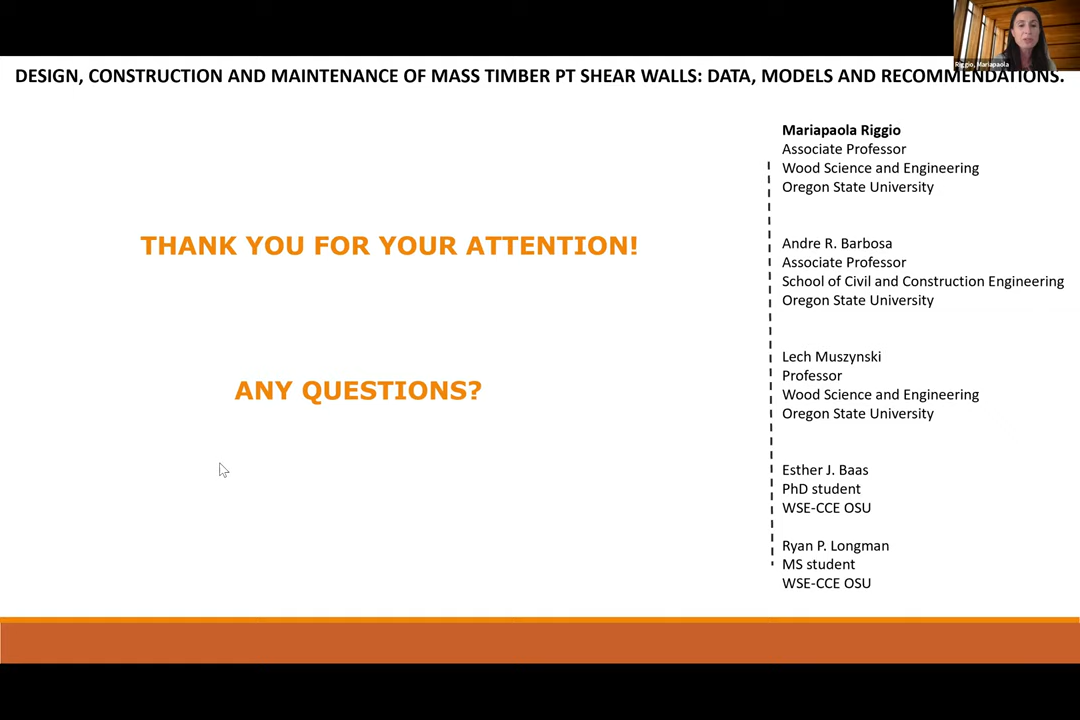 Riggio, Mariapaola
DESIGN, CONSTRUCTION AND MAINTENANCE OF MASS TIMBER PT SHEAR WALLS: DATA, MODELS AND RECOMMENDATIONS.
THANK YOU FOR YOUR ATTENTION!
ANY QUESTIONS?
Mariapaola Riggio
Associate Professor
Wood Science and Engineering
Oregon State University
Andre R. Barbosa
Associate Professor
School of Civil and Construction Engineering
Oregon State University
Lech Muszynski
Professor
Wood Science and Engineering
Oregon State University
Esther J. Baas
PhD student
WSE-CCE OSU
Ryan P. Longman
MS student
WSE-CCE OSU